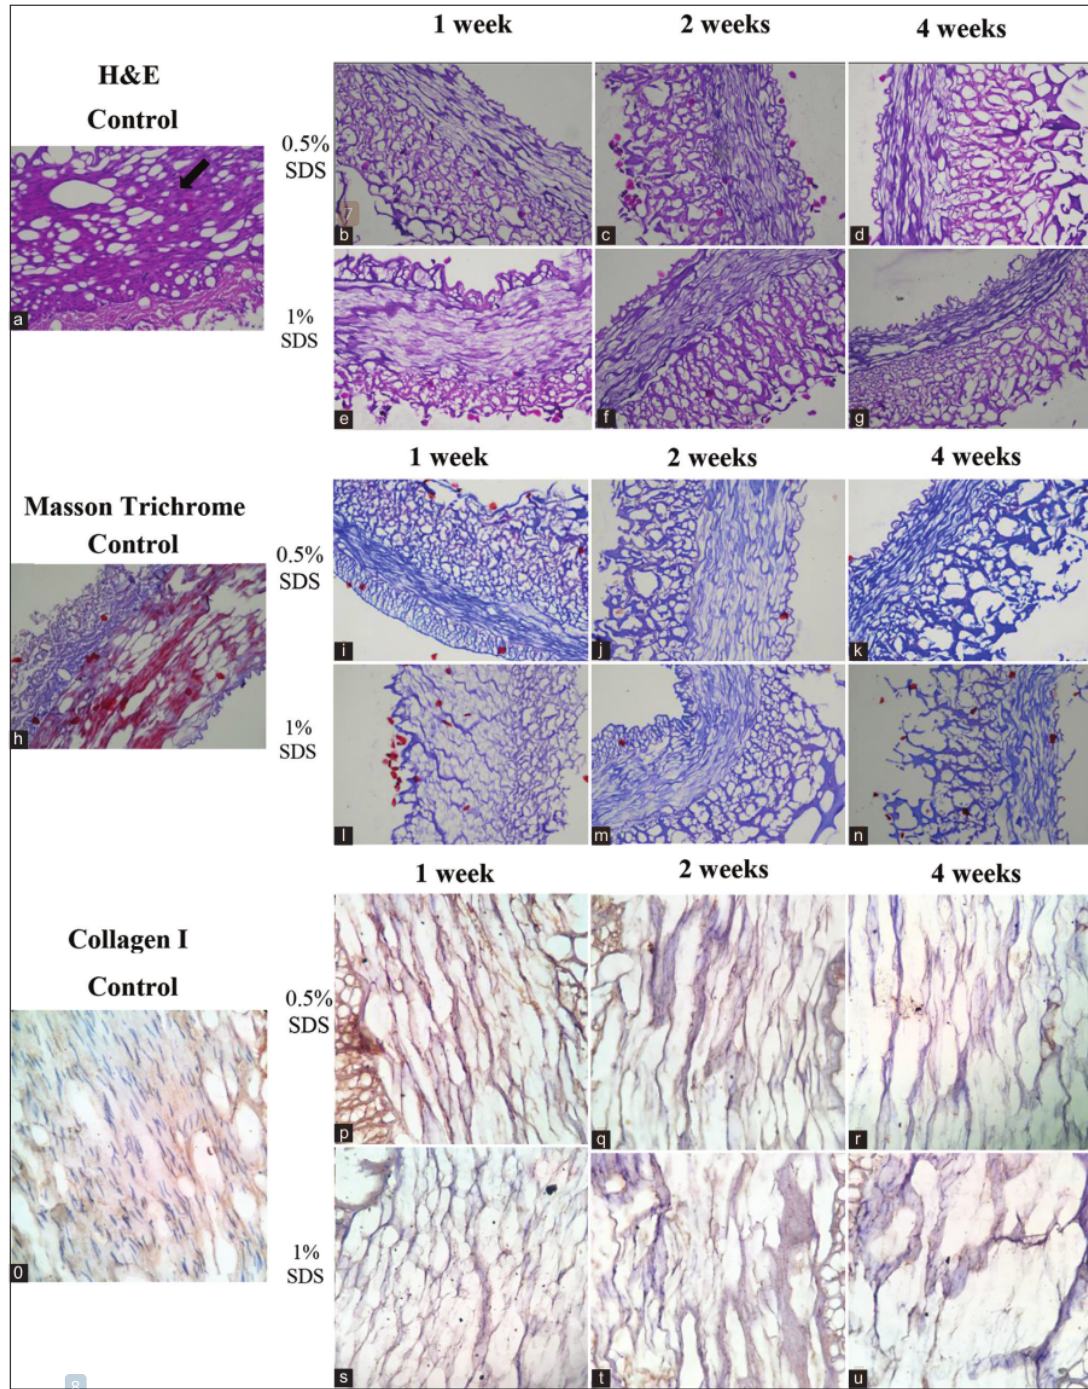 1 week
2 weeks
4 weeks
H&E
Control
0.5%
SDS
a
7
b
c
d
1%
SDS
e
f
g
1 week
2 weeks
4 weeks
Masson Trichrome
Control
0.5%
SDS
h
i
j
k
1%
SDS
l
m
n
1 week
2 weeks
4 weeks
Collagen I
Control
0.5%
SDS
0
p
q
r
1%
SDS
s
t
u
8